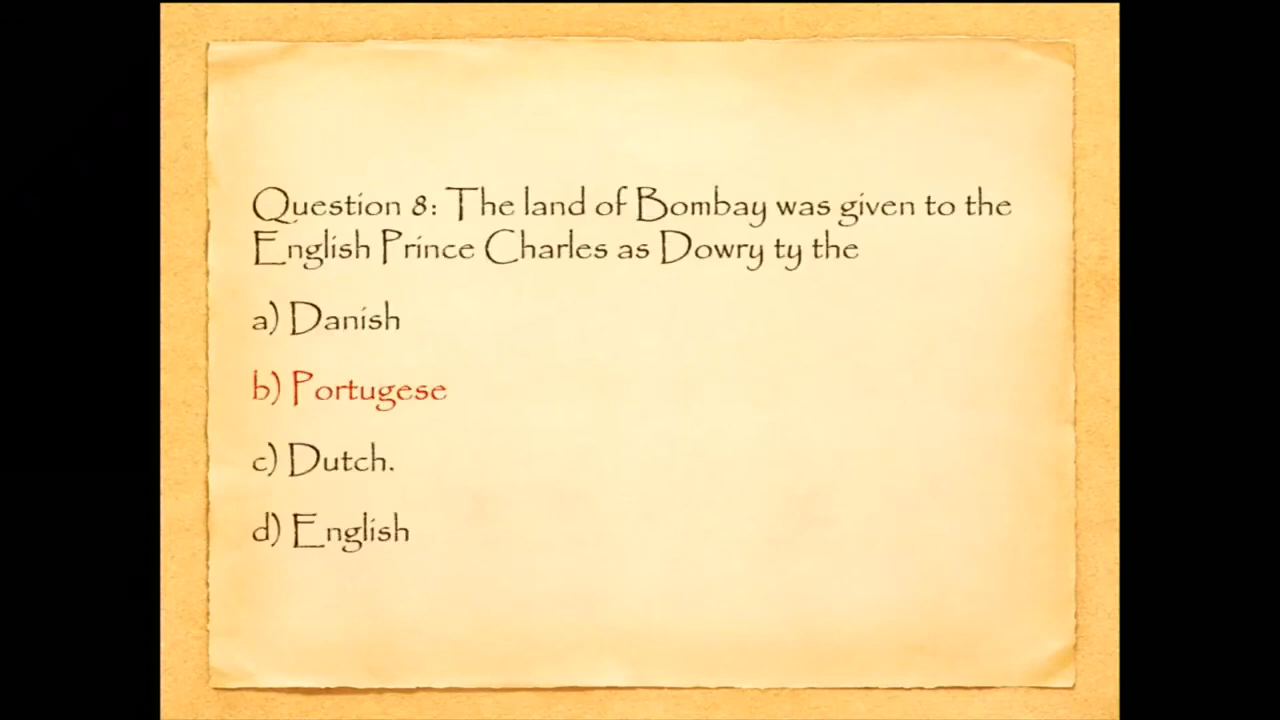 Question 8: The land of Bombay was given to the
English Prince Charles as Dowry ty the
a) Danish
b) Portugese
c) Dutch.
d) English